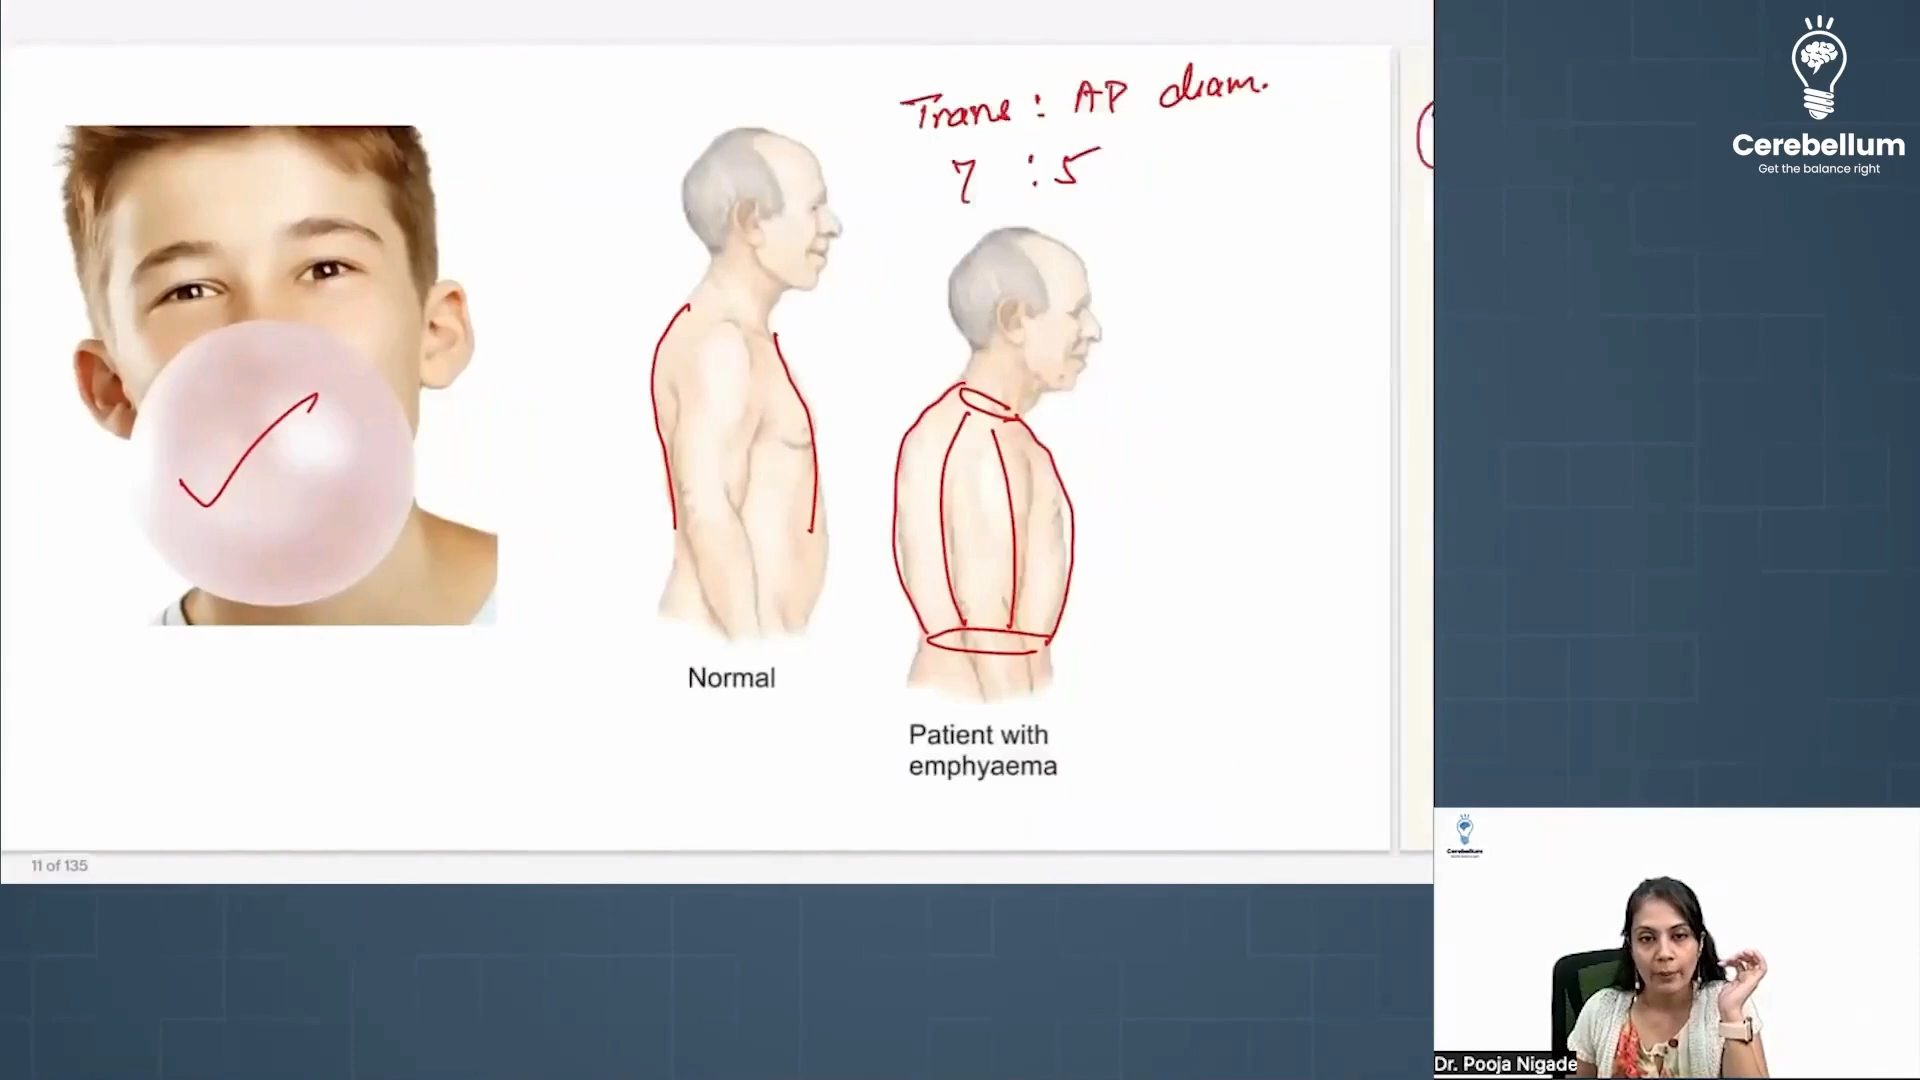 Trans : AP diam.
7 : 5
Normal
Patient with
emphyaema
11 of 135
Cerebellum
Get the balance right
Cerebellum
Dr. Pooja Nigade